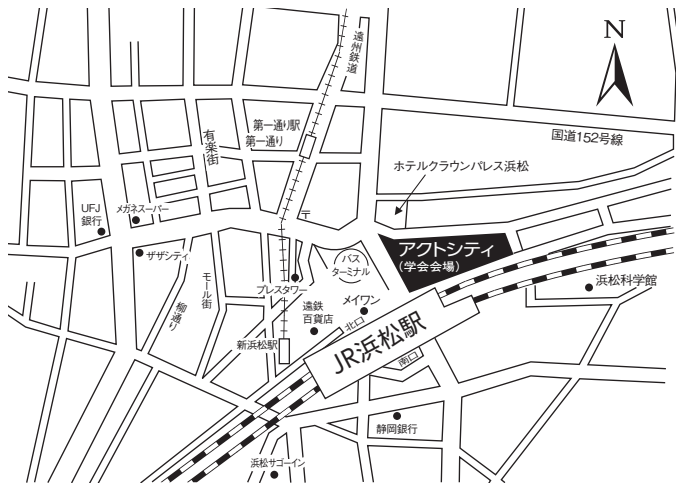 N
遠州鉄道
国道152号線
第一通り駅
第一通り
有楽街
ホテルクラウンパレス浜松
UFJ
銀行
メガネスーパー
〒
アクトシティ
(学会会場)
ザザシティ
バス
ターミナル
プレスタワー
モール街
柳通り
遠鉄
百貨店
メイワン
浜松科学館
新浜松駅
北口
JR浜松駅
南口
静岡銀行
浜松サゴーイン